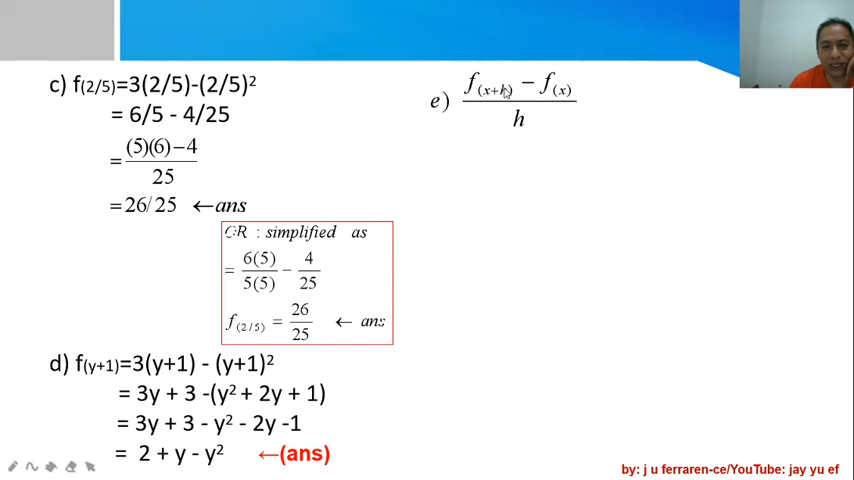 c) f(2/5)=3(2/5)-(2/5)²
= 6/5 - 4/25
= (5)(6) − 4 / 25
= 26/25 ←ans
OR : simplified as
= 6(5)/5(5) − 4/25
f(2/5) = 26/25 ← ans
d) f(y+1)=3(y+1) - (y+1)²
= 3y + 3 -(y² + 2y + 1)
= 3y + 3 - y² - 2y -1
= 2 + y - y² ←(ans)
e) f(x+h) − f(x) / h
by: j u ferraren-ce/YouTube: jay yu ef